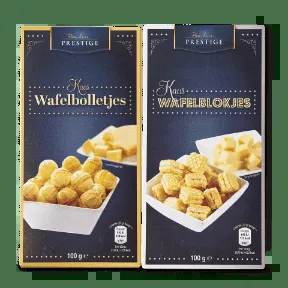 PRESTIGE
Kaas
Wafelbolletjes
100 g e
PRESTIGE
Kaas
WAFELBLOKJES
100 g e